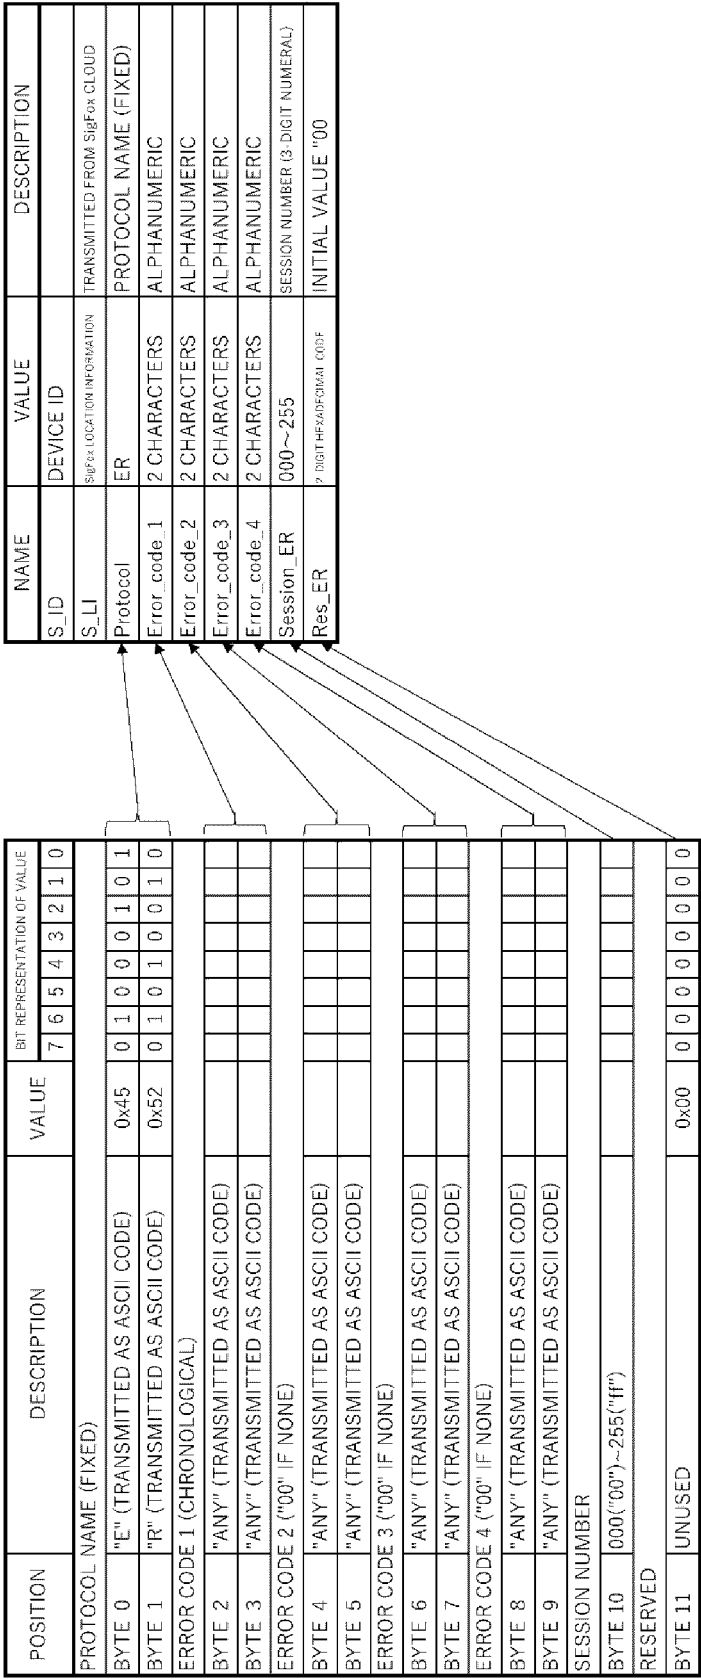 POSITION DESCRIPTION VALUE BIT REPRESENTATION OF VALUE
7 6 5 4 3 2 1 0
PROTOCOL NAME (FIXED)
BYTE 0 "E" (TRANSMITTED AS ASCII CODE) 0x45 0 1 0 0 0 1 0 1
BYTE 1 "R" (TRANSMITTED AS ASCII CODE) 0x52 0 1 0 1 0 0 1 0
ERROR CODE 1 (CHRONOLOGICAL)
BYTE 2 "ANY" (TRANSMITTED AS ASCII CODE)
BYTE 3 "ANY" (TRANSMITTED AS ASCII CODE)
ERROR CODE 2 ("00" IF NONE)
BYTE 4 "ANY" (TRANSMITTED AS ASCII CODE)
BYTE 5 "ANY" (TRANSMITTED AS ASCII CODE)
ERROR CODE 3 ("00" IF NONE)
BYTE 6 "ANY" (TRANSMITTED AS ASCII CODE)
BYTE 7 "ANY" (TRANSMITTED AS ASCII CODE)
ERROR CODE 4 ("00" IF NONE)
BYTE 8 "ANY" (TRANSMITTED AS ASCII CODE)
BYTE 9 "ANY" (TRANSMITTED AS ASCII CODE)
SESSION NUMBER
BYTE 10 000("00")~255("ff")
RESERVED
BYTE 11 UNUSED 0x00 0 0 0 0 0 0 0 0
NAME VALUE DESCRIPTION
S_ID DEVICE ID
S_LI SigFox LOCATION INFORMATION TRANSMITTED FROM SigFox CLOUD
Protocol ER PROTOCOL NAME (FIXED)
Error_code_1 2 CHARACTERS ALPHANUMERIC
Error_code_2 2 CHARACTERS ALPHANUMERIC
Error_code_3 2 CHARACTERS ALPHANUMERIC
Error_code_4 2 CHARACTERS ALPHANUMERIC
Session_ER 000~255 SESSION NUMBER (3-DIGIT NUMERAL)
Res_ER 2 DIGIT HEXADECIMAL CODE INITIAL VALUE "00